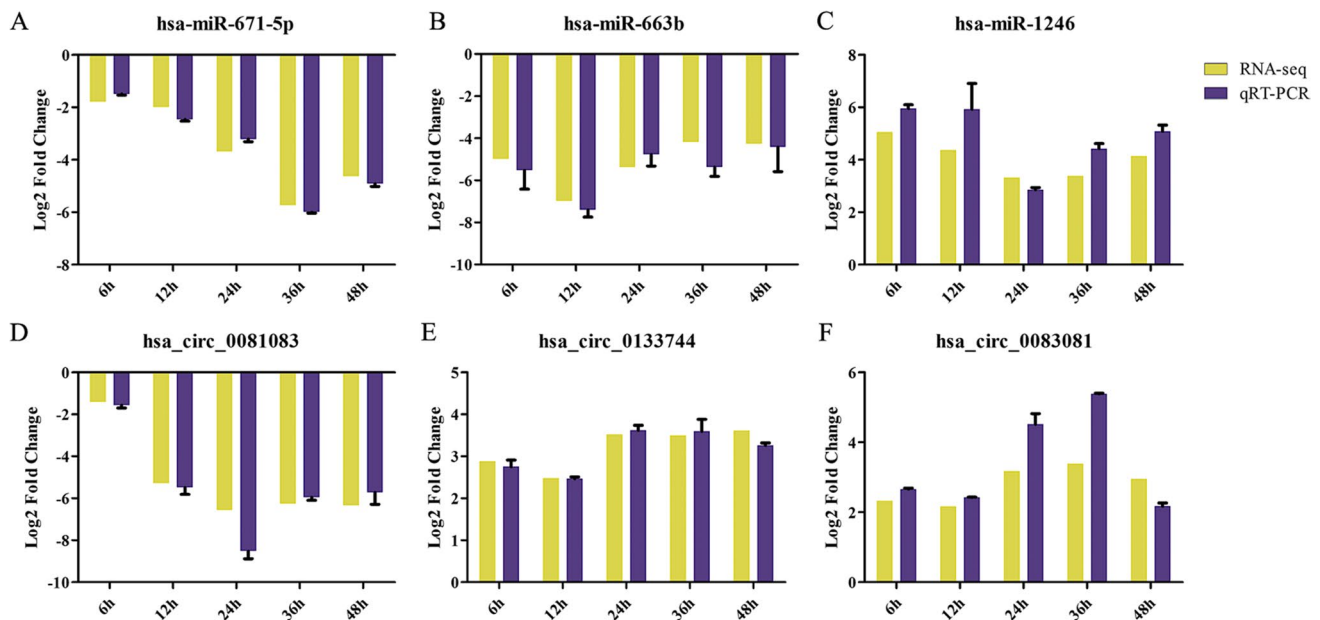 A
hsa-miR-671-5p
Log2 Fold Change
0
-2
-4
-6
-8
6h
12h
24h
36h
48h
B
hsa-miR-663b
Log2 Fold Change
0
-2
-4
-6
-8
-10
6h
12h
24h
36h
48h
C
hsa-miR-1246
Log2 Fold Change
8
6
4
2
0
6h
12h
24h
36h
48h
RNA-seq
qRT-PCR
D
hsa_circ_0081083
Log2 Fold Change
0
-2
-4
-6
-8
-10
6h
12h
24h
36h
48h
E
hsa_circ_0133744
Log2 Fold Change
5
4
3
2
1
0
6h
12h
24h
36h
48h
F
hsa_circ_0083081
Log2 Fold Change
6
4
2
0
6h
12h
24h
36h
48h